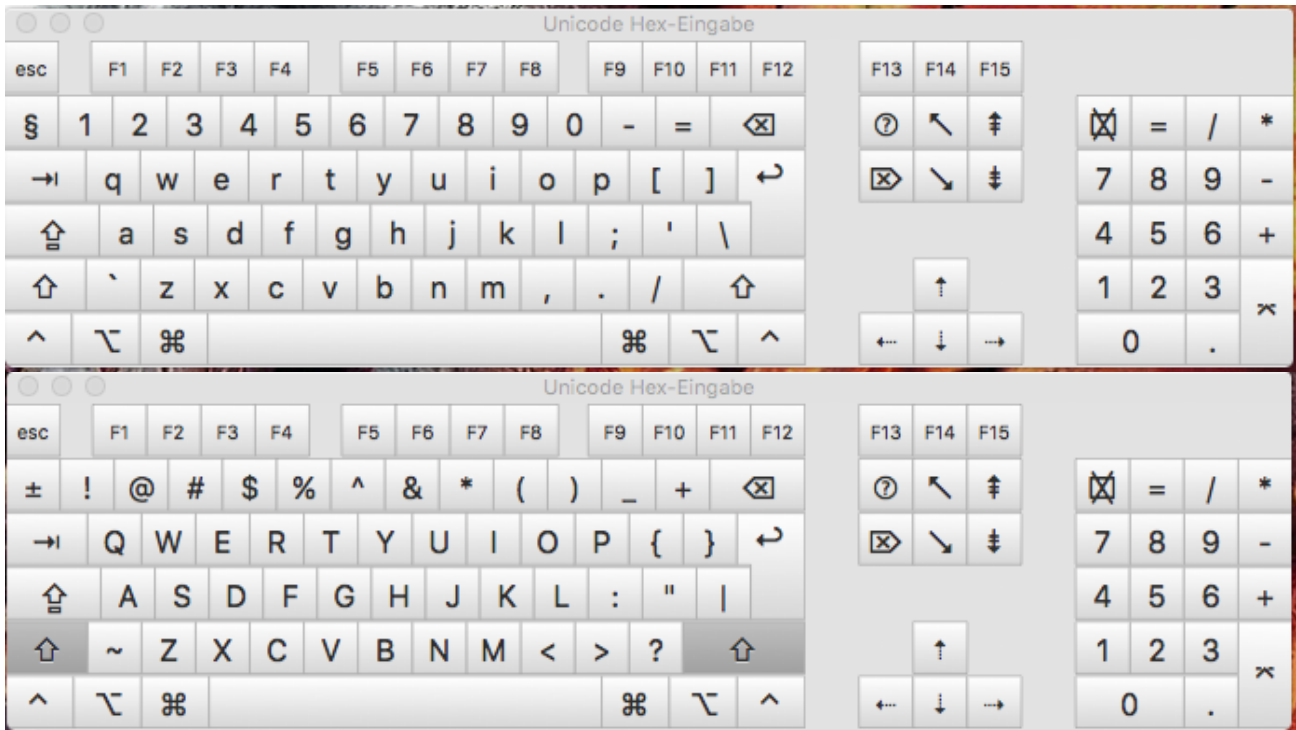 Unicode Hex-Eingabe
esc F1 F2 F3 F4 F5 F6 F7 F8 F9 F10 F11 F12 F13 F14 F15
§ 1 2 3 4 5 6 7 8 9 0 - = ⌫ ? ↖ ⇞ ⌧ = / *
⇥ q w e r t y u i o p [ ] ↩ ⌦ ↘ ⇟ 7 8 9 -
⇪ a s d f g h j k l ; ' \ 4 5 6 +
⇧ ` z x c v b n m , . / ⇧ ⇡ 1 2 3 ⌤
^ ⌥ ⌘ ⌘ ⌥ ^ ⇠ ⇣ ⇢ 0 .
Unicode Hex-Eingabe
esc F1 F2 F3 F4 F5 F6 F7 F8 F9 F10 F11 F12 F13 F14 F15
± ! @ # $ % ^ & * ( ) _ + ⌫ ? ↖ ⇞ ⌧ = / *
⇥ Q W E R T Y U I O P { } ↩ ⌦ ↘ ⇟ 7 8 9 -
⇪ A S D F G H J K L : " | 4 5 6 +
⇧ ~ Z X C V B N M < > ? ⇧ ⇡ 1 2 3 ⌤
^ ⌥ ⌘ ⌘ ⌥ ^ ⇠ ⇣ ⇢ 0 .